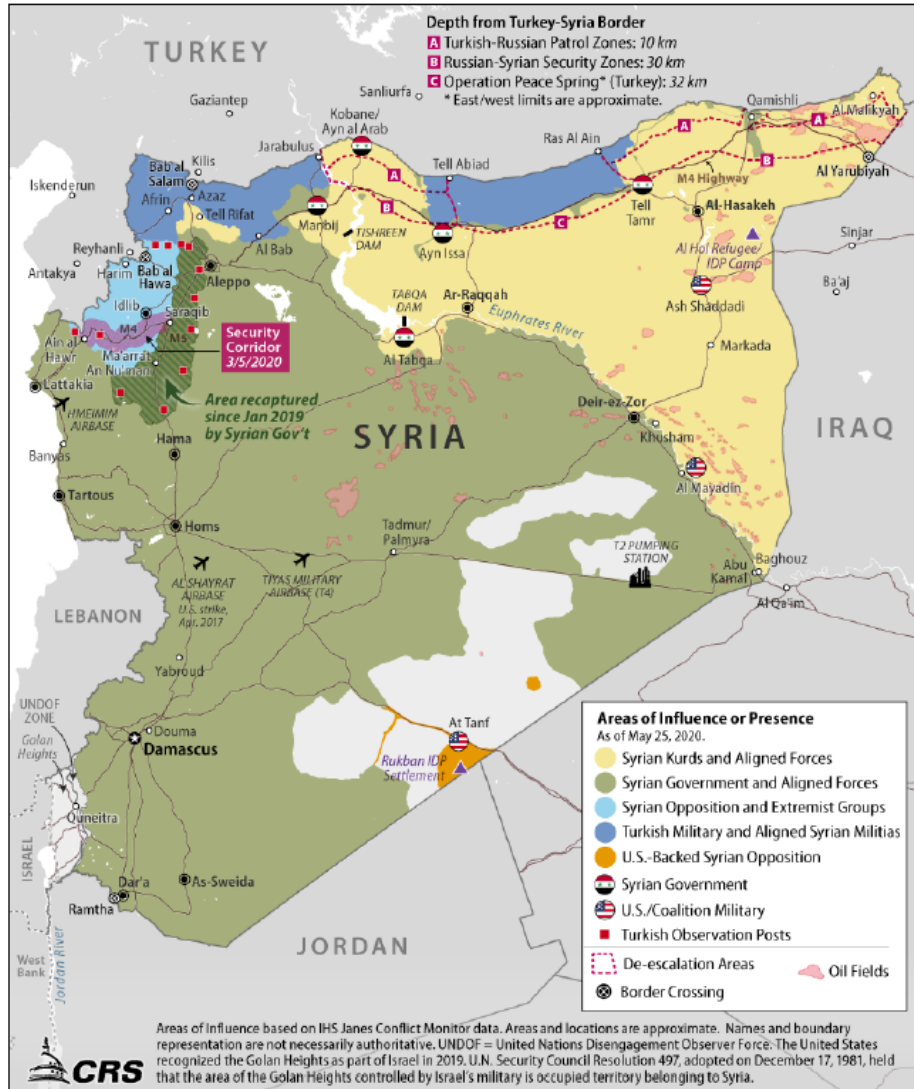 Depth from Turkey-Syria Border
A Turkish-Russian Patrol Zones: 10 km
B Russian-Syrian Security Zones: 30 km
C Operation Peace Spring* (Turkey): 32 km
* East/west limits are approximate.
TURKEY
Gaziantep
Sanliurfa
Kobane/
Ayn al Arab
Qamishli
Al Malikyah
Ras Al Ain
Jarabulus
Kilis
Bab al
Salam
Azaz
Afrin
Tell Rifat
Iskenderun
Tell Abiad
A
A
A
B
B
C
Al Yarubiyah
M4 Highway
Manbij
Tell
Tamr
Al-Hasakeh
Al Bab
TISHREEN
DAM
Ayn Issa
Reyhanli
Antakya
Harim
Bab al
Hawa
Aleppo
Al Hol Refugee/
IDP Camp
Sinjar
Ba'aj
Idlib
Saraqib
TABQA
DAM
Ar-Raqqah
Ash Shaddadi
Euphrates River
M4
M5
Security
Corridor
3/5/2020
Ain al
Hawr
Ma'arrat
An Nu'man
Al Tabqa
Markada
Lattakia
HMEIMIM
AIRBASE
Area recaptured
since Jan 2019
by Syrian Gov't
Deir-ez-Zor
SYRIA
IRAQ
Hama
Khusham
Banyas
Al Mayadin
Tartous
Homs
Tadmur/
Palmyra
T2 PUMPING
STATION
Baghouz
Abu
Kamal
Al Qa'im
AL SHAYRAT
AIRBASE
U.S. strike,
Apr. 2017
TIYAS MILITARY
AIRBASE (T4)
LEBANON
Yabroud
UNDOF
ZONE
Golan
Heights
Douma
Damascus
At Tanf
Rukban IDP
Settlement
Quneitra
ISRAEL
Dar'a
As-Sweida
Ramtha
West
Bank
Jordan River
JORDAN
Areas of Influence or Presence
As of May 25, 2020.
Syrian Kurds and Aligned Forces
Syrian Government and Aligned Forces
Syrian Opposition and Extremist Groups
Turkish Military and Aligned Syrian Militias
U.S.-Backed Syrian Opposition
Syrian Government
U.S./Coalition Military
Turkish Observation Posts
De-escalation Areas
Oil Fields
Border Crossing
Areas of Influence based on IHS Janes Conflict Monitor data. Areas and locations are approximate. Names and boundary
representation are not necessarily authoritative. UNDOF = United Nations Disengagement Observer Force. The United States
recognized the Golan Heights as part of Israel in 2019. U.N. Security Council Resolution 497, adopted on December 17, 1981, held
that the area of the Golan Heights controlled by Israel's military is occupied territory belonging to Syria.
CRS